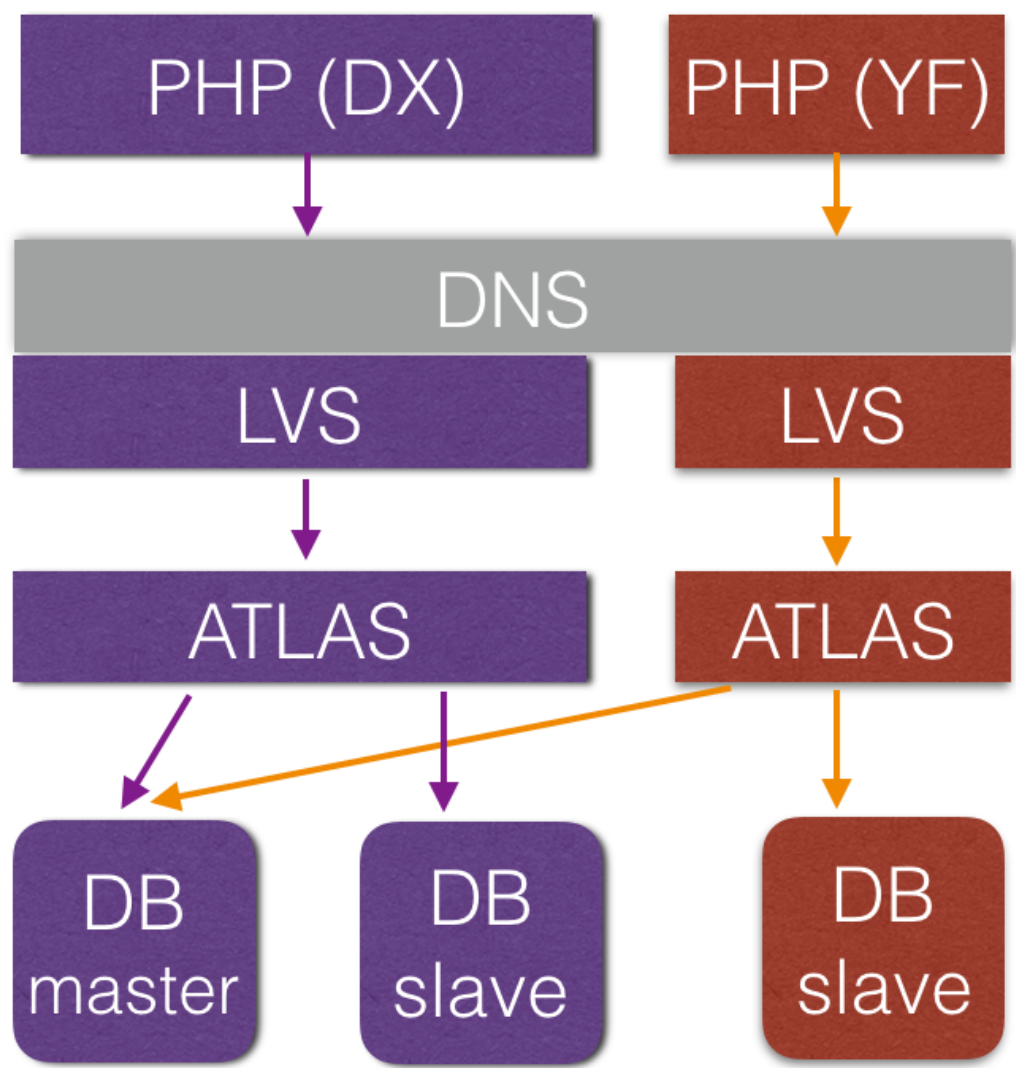 PHP (DX)
PHP (YF)
DNS
LVS
LVS
ATLAS
ATLAS
DB
master
DB
slave
DB
slave